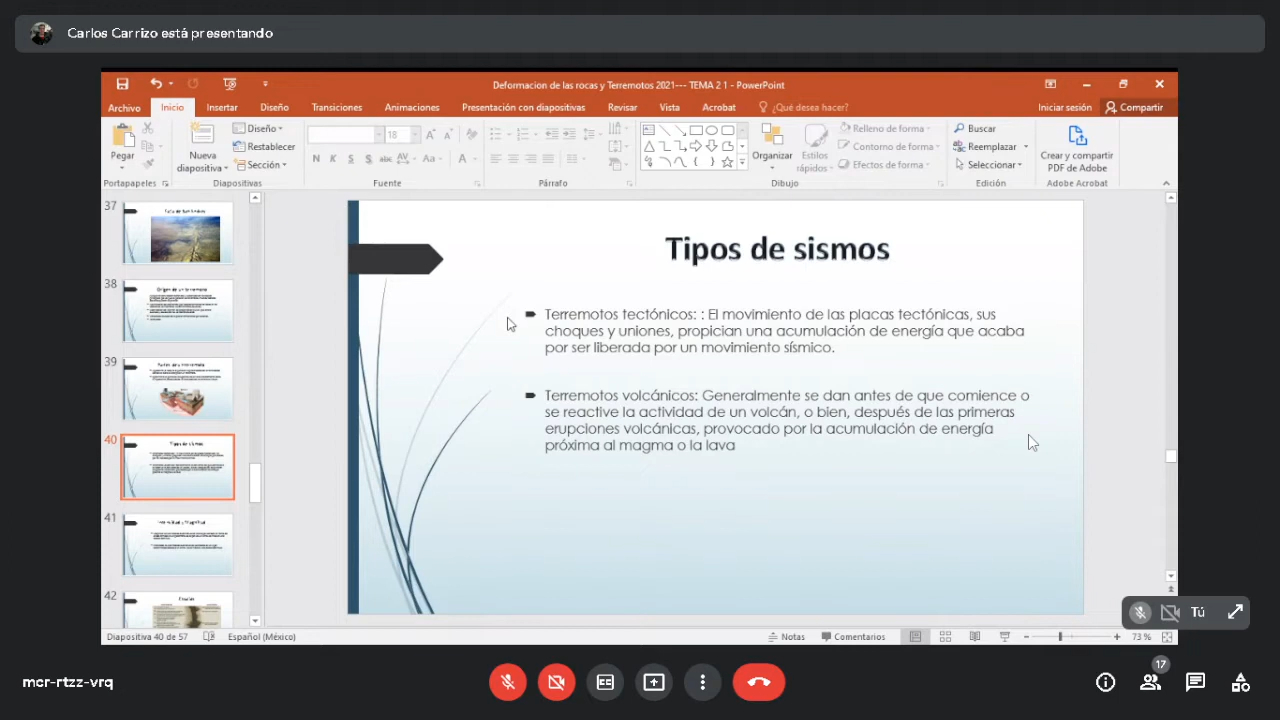 Carlos Carrizo está presentando
Deformacion de las rocas y Terremotos 2021--- TEMA 2 1 - PowerPoint
Archivo Inicio Insertar Diseño Transiciones Animaciones Presentación con diapositivas Revisar Vista Acrobat ¿Qué desea hacer? Iniciar sesión Compartir
Pegar
Nueva diapositiva
Diseño
Restablecer
Sección
18
N K S S abc AV Aa A
Organizar
Estilos rápidos
Relleno de forma
Contorno de forma
Efectos de forma
Buscar
Reemplazar
Seleccionar
Crear y compartir
PDF de Adobe
Portapapeles Diapositivas Fuente Párrafo Dibujo Edición Adobe Acrobat
37
38
39
40
41
42
Tipos de sismos
Terremotos tectónicos: : El movimiento de las placas tectónicas, sus
choques y uniones, propician una acumulación de energía que acaba
por ser liberada por un movimiento sísmico.
Terremotos volcánicos: Generalmente se dan antes de que comience o
se reactive la actividad de un volcán, o bien, después de las primeras
erupciones volcánicas, provocado por la acumulación de energía
próxima al magma o la lava
Tú
Diapositiva 40 de 57 Español (México) Notas Comentarios 73 %
mcr-rtzz-vrq
17